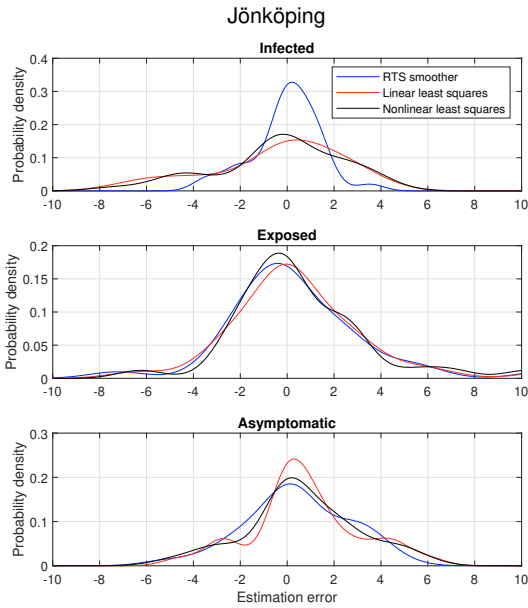 Jönköping
Infected
Probability density
0.4
0.3
0.2
0.1
0
RTS smoother
Linear least squares
Nonlinear least squares
-10 -8 -6 -4 -2 0 2 4 6 8 10
Exposed
Probability density
0.2
0.15
0.1
0.05
0
-10 -8 -6 -4 -2 0 2 4 6 8 10
Asymptomatic
Probability density
0.3
0.2
0.1
0
-10 -8 -6 -4 -2 0 2 4 6 8 10
Estimation error